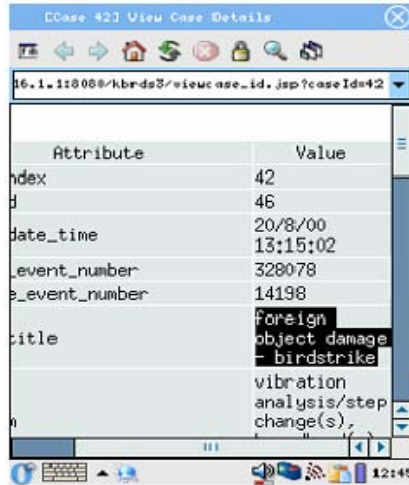 [Case 42] View Case Details
16.1.1:8080/kbrds3/viewcase_id.jsp?caseId=42
Attribute Value
ndex 42
d 46
date_time 20/8/00
13:15:02
_event_number 328078
e_event_number 14198
title foreign
object damage
- birdstrike
vibration
analysis/step
n change(s),
12:45